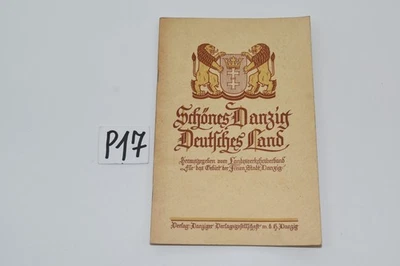 Schönes Danzig
Deutsches Land
Herausgegeben vom Landesverkehrsverband
„Für das Gebiet der Freien Stadt Danzig“
P17
Verlag: Danziger Verlagsgesellschaft m. b. H. Danzig